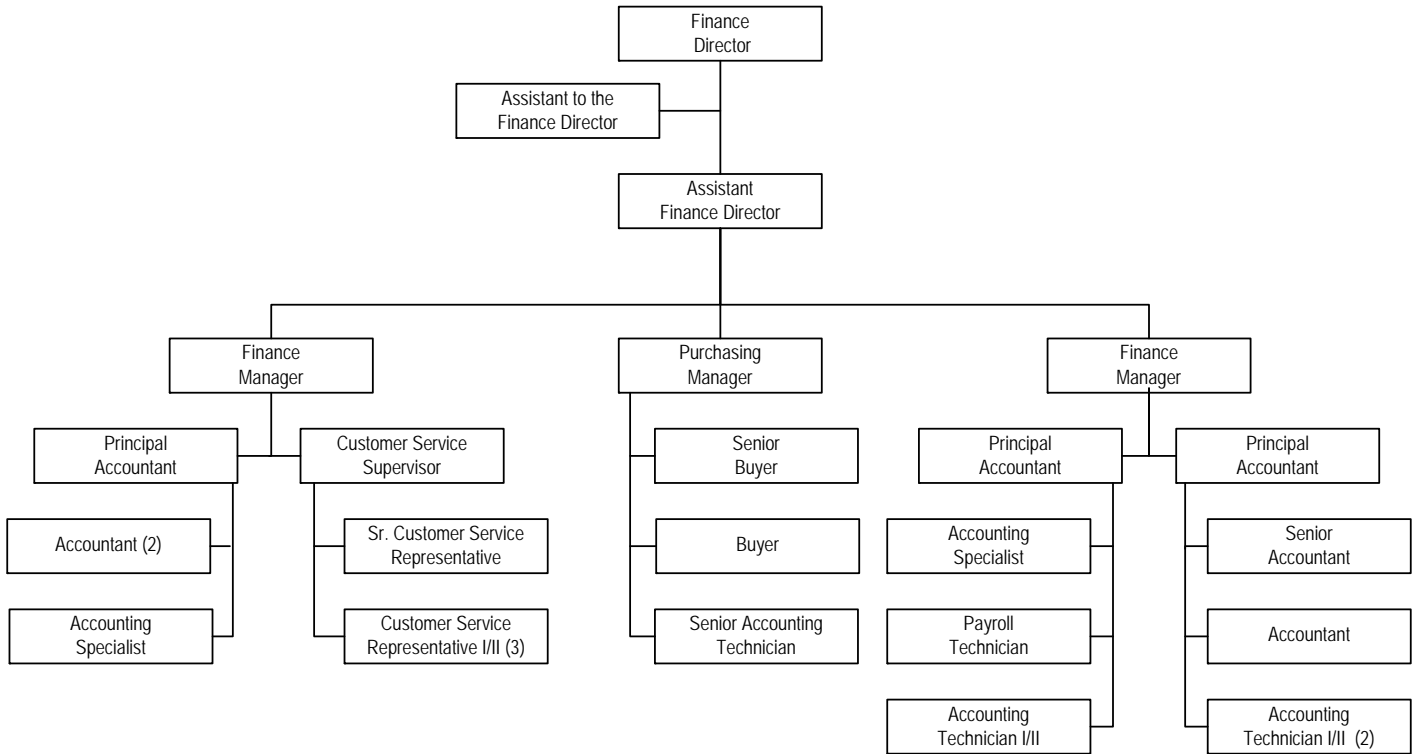 Finance
Director
Assistant to the
Finance Director
Assistant
Finance Director
Finance
Manager
Purchasing
Manager
Finance
Manager
Principal
Accountant
Customer Service
Supervisor
Senior
Buyer
Principal
Accountant
Principal
Accountant
Accountant (2)
Sr. Customer Service
Representative
Buyer
Accounting
Specialist
Senior
Accountant
Accounting
Specialist
Customer Service
Representative I/II (3)
Senior Accounting
Technician
Payroll
Technician
Accountant
Accounting
Technician I/II
Accounting
Technician I/II (2)